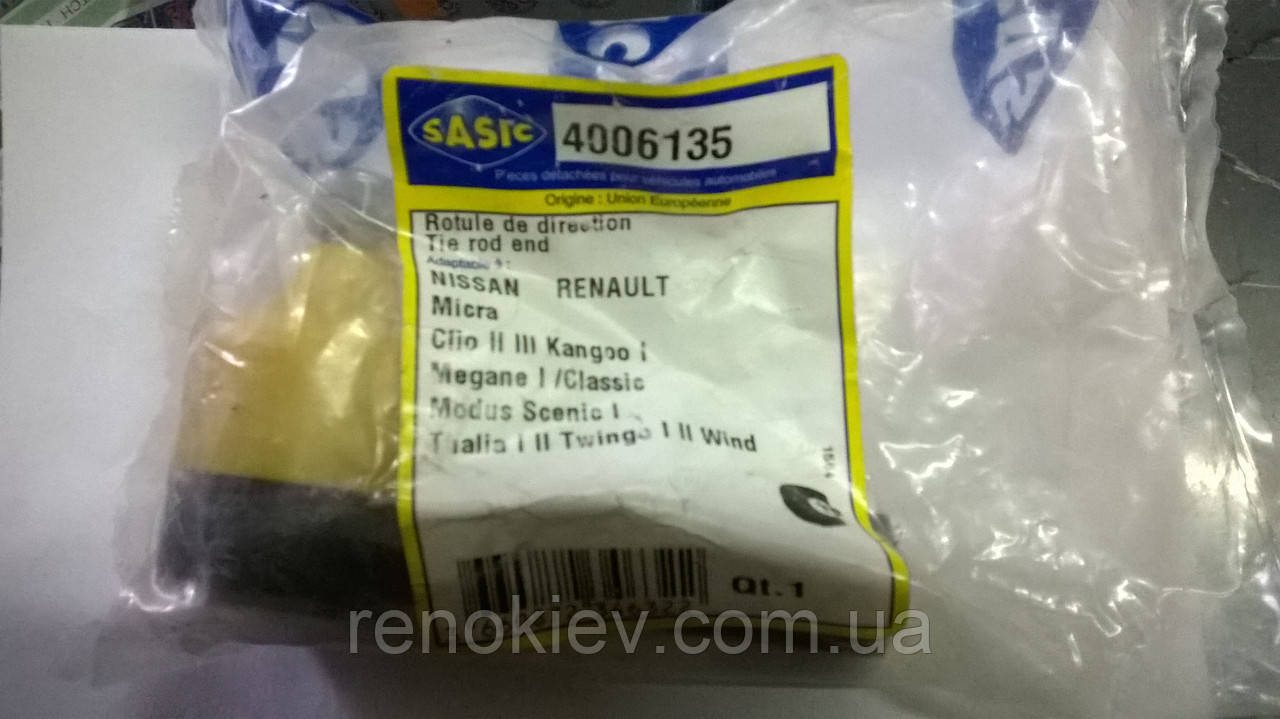 SASIC
4006135
Pièces détachées pour véhicules automobiles
Origine : Union Européenne
Rotule de direction
Tie rod end
Adaptable à :
NISSAN RENAULT
Micra
Clio II III Kangoo I
Megane I /Classic
Modus Scenic I
Thalia I II Twingo I II Wind
Qt.1
renokiev.com.ua